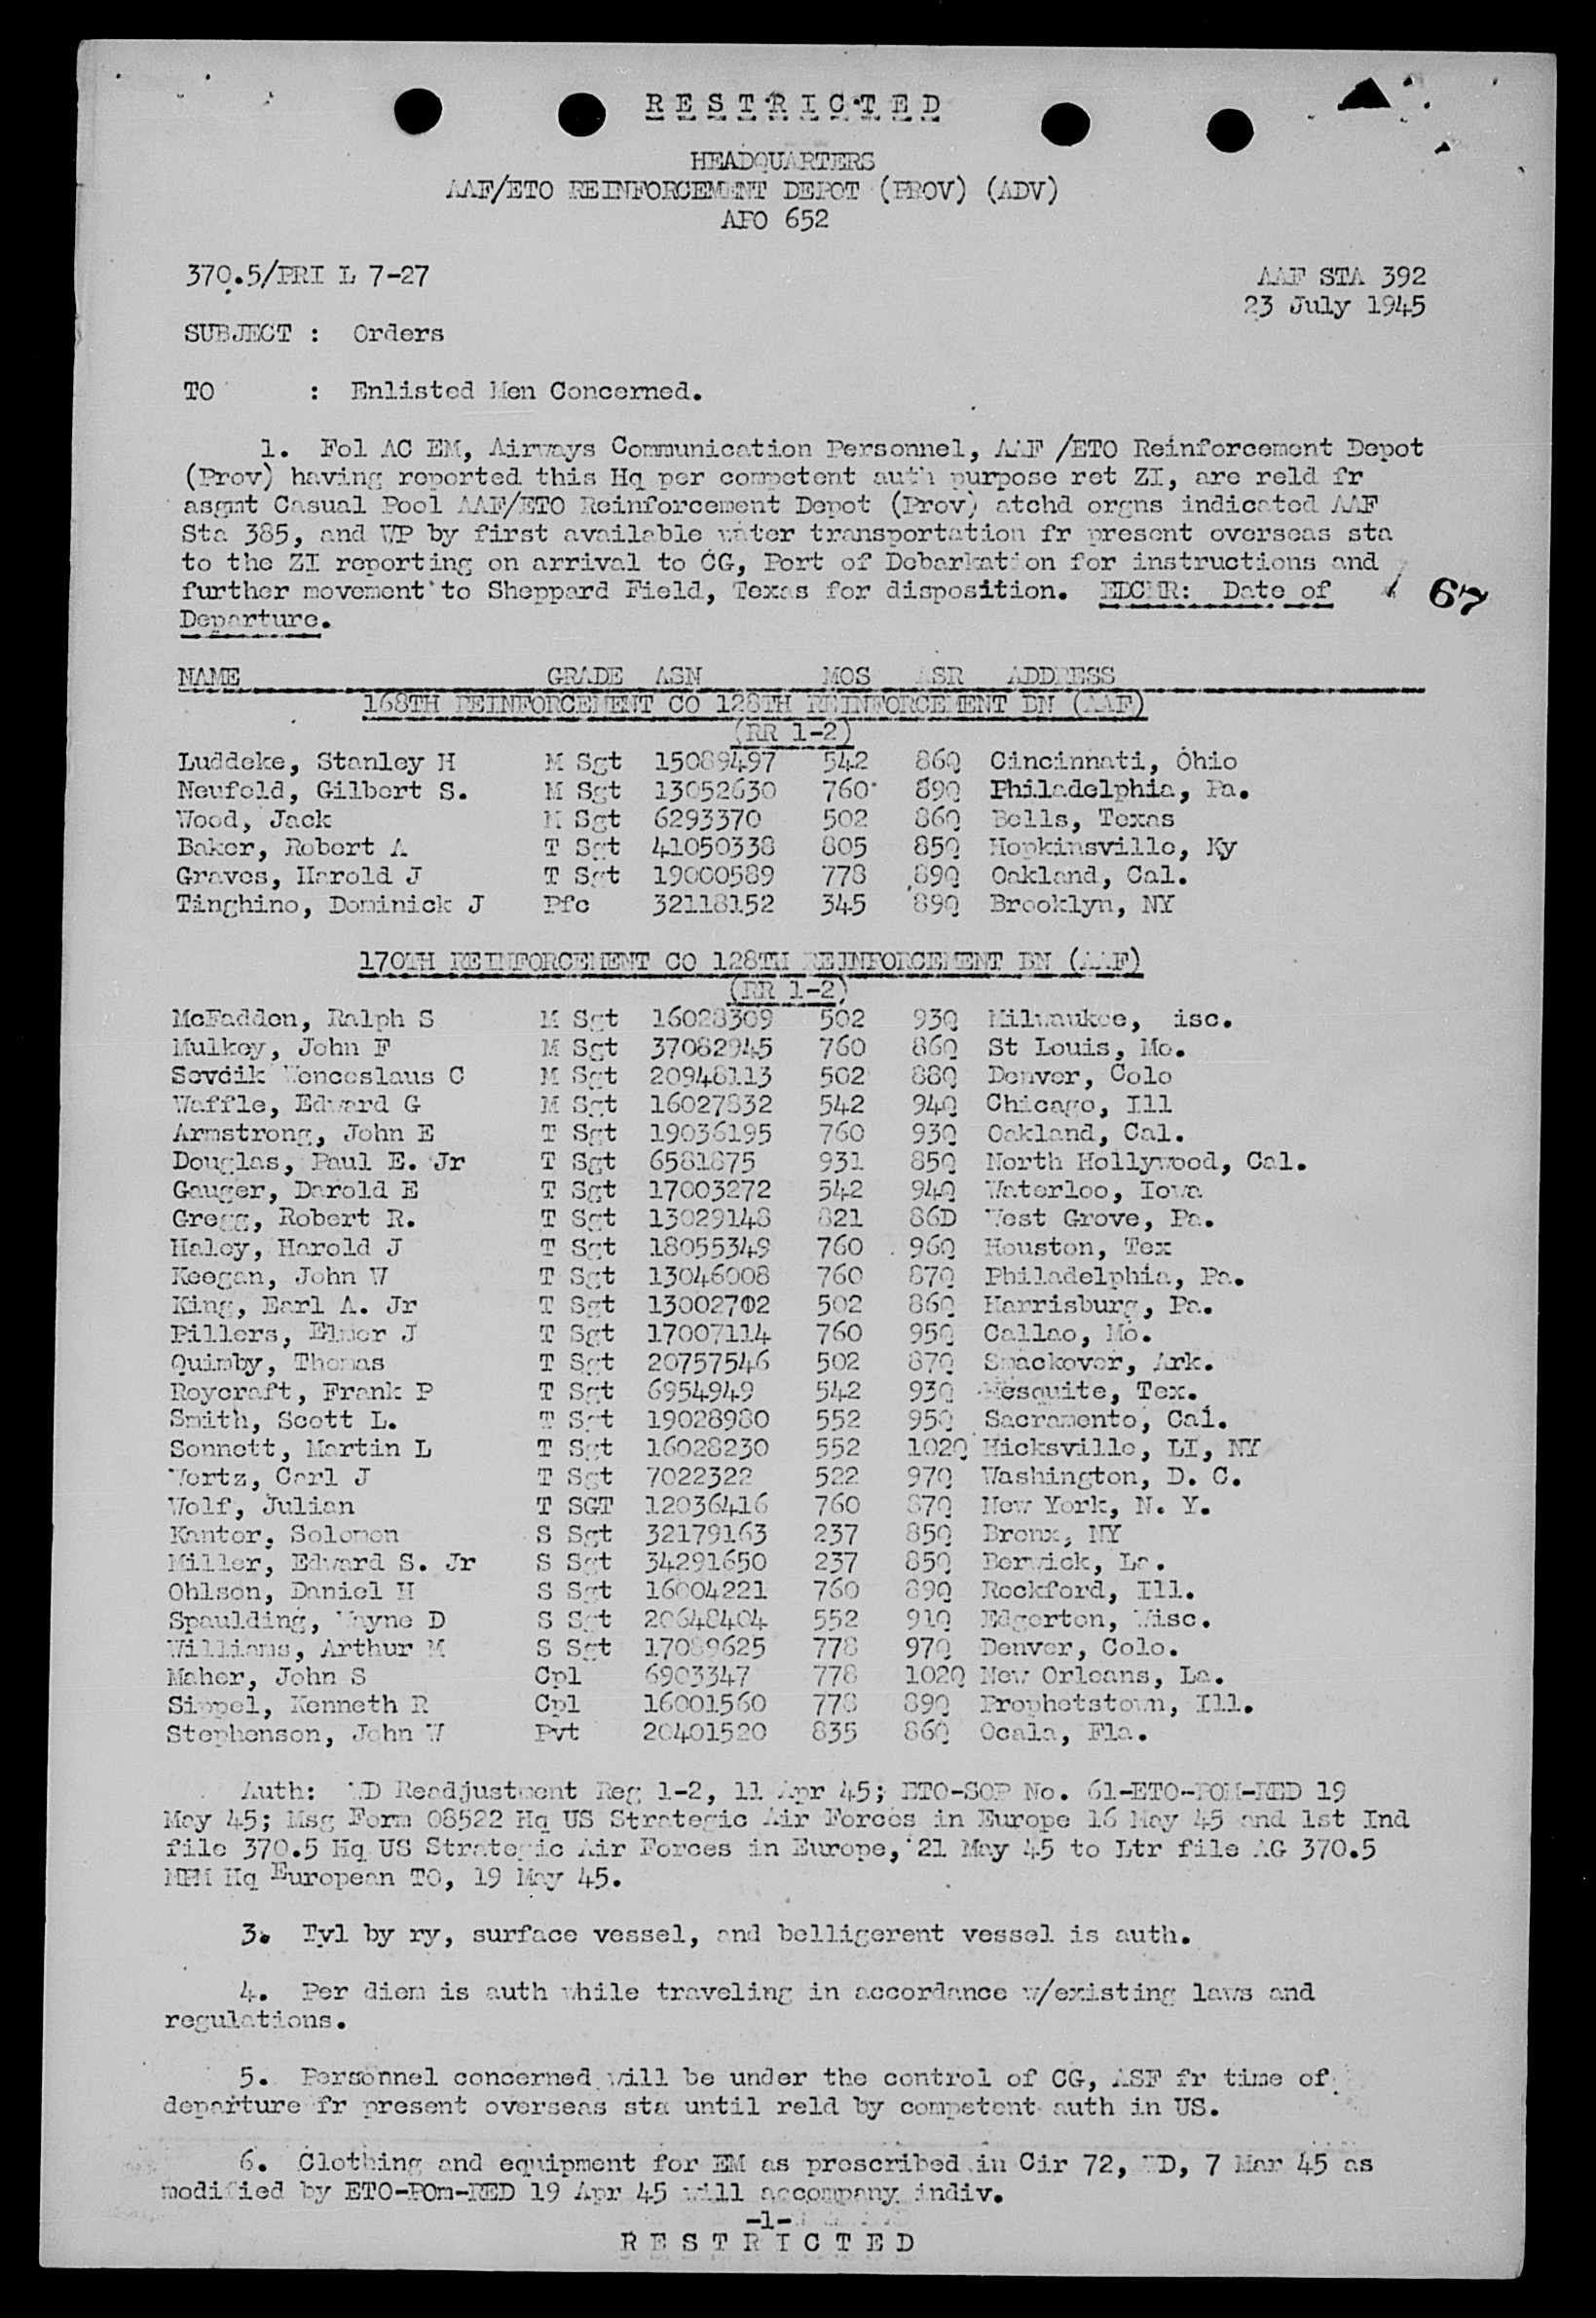 R E S T R I C T E D
HEADQUARTERS
AAF/ETO REINFORCEMENT DEPOT (PROV) (ADV)
APO 652
370.5/PRI L 7-27
AAF STA 392
23 July 1945
SUBJECT : Orders
TO : Enlisted Men Concerned.
1. Fol AC EM, Airways Communication Personnel, AAF /ETO Reinforcement Depot
(Prov) having reported this Hq per competent auth purpose ret ZI, are reld fr
asgmt Casual Pool AAF/ETO Reinforcement Depot (Prov) atchd orgns indicated AAF
Sta 385, and WP by first available water transportation fr present overseas sta
to the ZI reporting on arrival to CG, Port of Debarkation for instructions and
further movement to Sheppard Field, Texas for disposition. EDCMR: Date of
67
Departure.
NAME GRADE ASN MOS ASR ADDRESS
168TH REINFORCEMENT CO 128TH REINFORCEMENT BN (AAF)
(RR 1-2)
Luddeke, Stanley H M Sgt 15089497 542 86Q Cincinnati, Ohio
Neufeld, Gilbert S. M Sgt 13052630 760 89Q Philadelphia, Pa.
Wood, Jack M Sgt 6293370 502 86Q Bells, Texas
Baker, Robert A T Sgt 41050338 805 85Q Hopkinsville, Ky
Graves, Harold J T Sgt 19000589 778 89Q Oakland, Cal.
Tinghino, Dominick J Pfc 32118152 345 89Q Brooklyn, NY
170TH REINFORCEMENT CO 128TH REINFORCEMENT BN (AAF)
(RR 1-2)
McFadden, Ralph S M Sgt 16028309 502 93Q Milwaukee, isc.
Mulkey, John F M Sgt 37082945 760 86Q St Louis, Mo.
Sevcik Wenceslaus C M Sgt 20948113 502 88Q Denver, Colo
Waffle, Edward G M Sgt 16027832 542 94Q Chicago, Ill
Armstrong, John E T Sgt 19036195 760 93Q Oakland, Cal.
Douglas, Paul E. Jr T Sgt 6581875 931 85Q North Hollywood, Cal.
Gauger, Darold E T Sgt 17003272 542 94Q Waterloo, Iowa
Gregg, Robert R. T Sgt 13029148 821 86D West Grove, Pa.
Haley, Harold J T Sgt 18055349 760 96Q Houston, Tex
Keegan, John W T Sgt 13046008 760 87Q Philadelphia, Pa.
King, Earl A. Jr T Sgt 13002702 502 86Q Harrisburg, Pa.
Pillers, Elmer J T Sgt 17007114 760 95Q Callao, Mo.
Quimby, Thomas T Sgt 20757546 502 87Q Smackover, Ark.
Roycraft, Frank P T Sgt 6954949 542 93Q Mesquite, Tex.
Smith, Scott L. T Sgt 19028980 552 95Q Sacramento, Cal.
Sonnett, Martin L T Sgt 16028230 552 102Q Hicksville, LI, NY
Wertz, Carl J T Sgt 7022322 522 97Q Washington, D. C.
Wolf, Julian T SGT 12036416 760 87Q New York, N. Y.
Kantor, Solomon S Sgt 32179163 237 85Q Bronx, NY
Miller, Edward S. Jr S Sgt 34291650 237 85Q Berwick, La.
Ohlson, Daniel H S Sgt 16004221 760 89Q Rockford, Ill.
Spaulding, Wayne D S Sgt 20648404 552 91Q Edgerton, Wisc.
Williams, Arthur M S Sgt 17089625 778 97Q Denver, Colo.
Maher, John S Cpl 6903347 778 102Q New Orleans, La.
Sippel, Kenneth R Cpl 16001560 778 89Q Prophetstown, Ill.
Stephenson, John W Pvt 20401520 835 86Q Ocala, Fla.
Auth: WD Readjustment Reg 1-2, 11 Apr 45; ETO-SOP No. 61-ETO-POM-RED 19
May 45; Msg Form 08522 Hq US Strategic Air Forces in Europe 16 May 45 and 1st Ind
file 370.5 Hq US Strategic Air Forces in Europe, 21 May 45 to Ltr file AG 370.5
MPM Hq European TO, 19 May 45.
3. Tvl by ry, surface vessel, and belligerent vessel is auth.
4. Per diem is auth while traveling in accordance w/existing laws and
regulations.
5. Personnel concerned will be under the control of CG, ASF fr time of
departure fr present overseas sta until reld by competent auth in US.
6. Clothing and equipment for EM as prescribed in Cir 72, WD, 7 Mar 45 as
modified by ETO-POm-RED 19 Apr 45 will accompany indiv.
-1-
R E S T R I C T E D